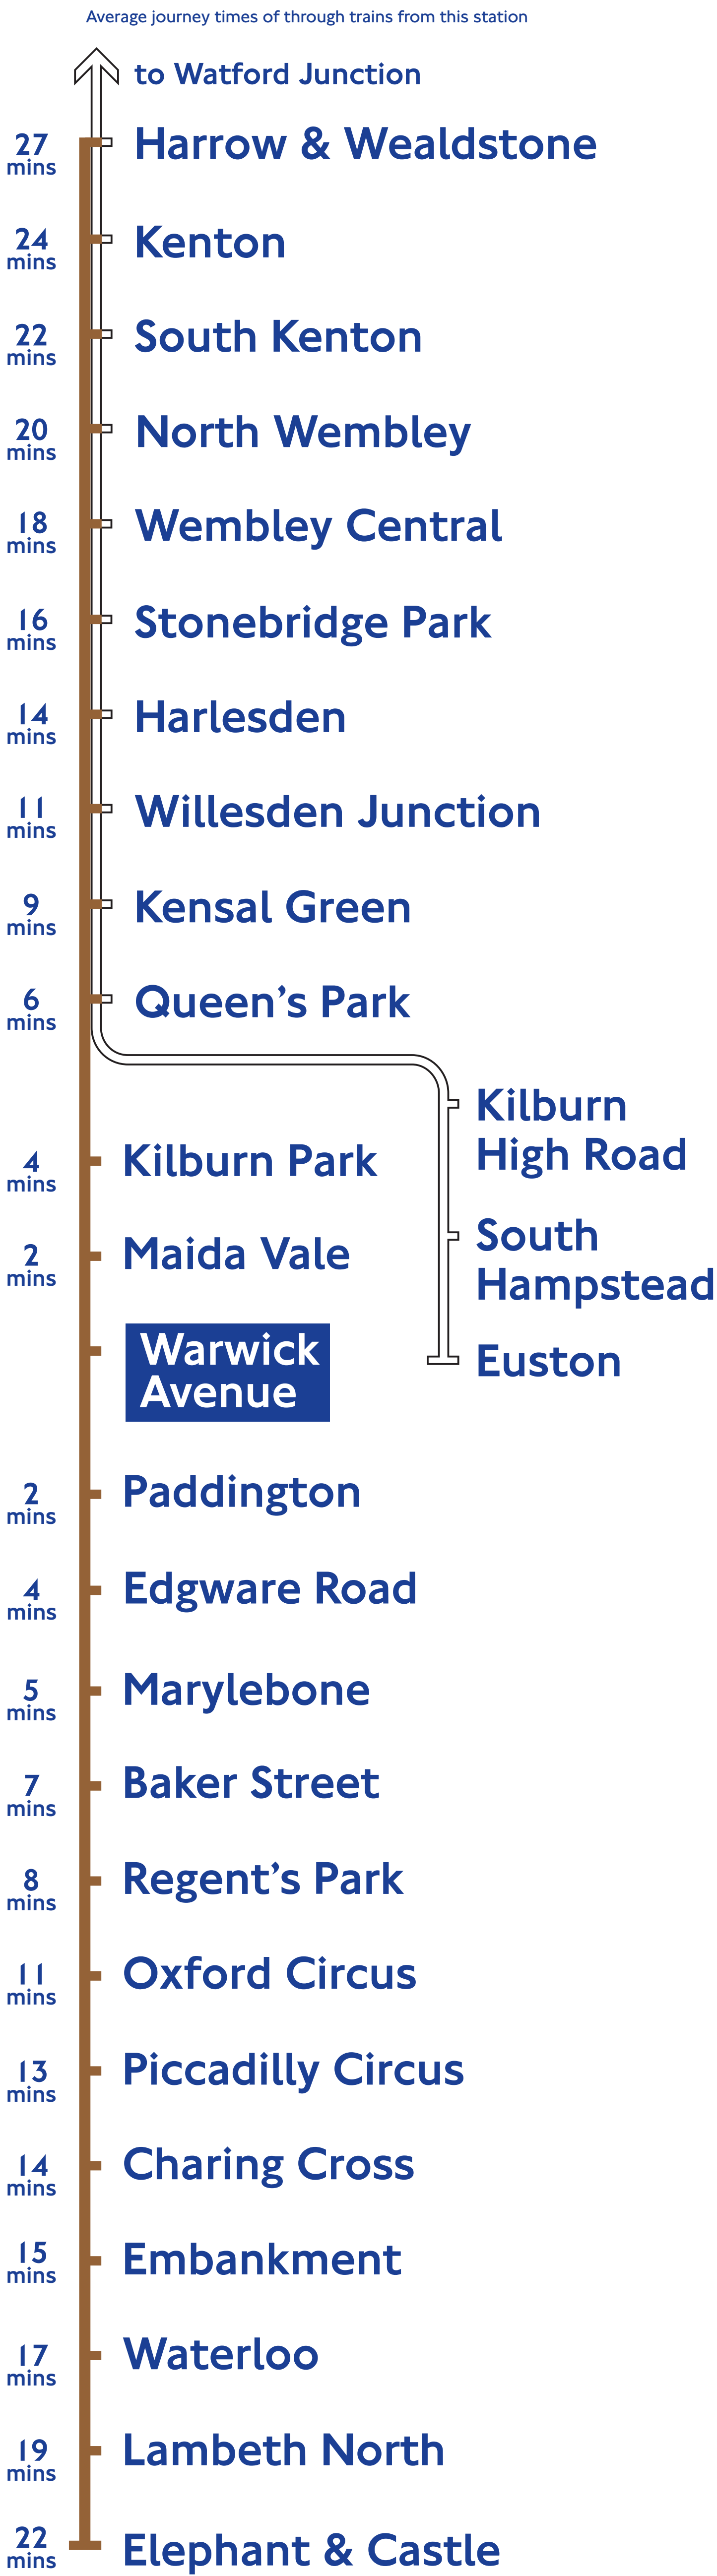 Average journey times of through trains from this station
to Watford Junction
27
mins
Harrow & Wealdstone
24
mins
Kenton
22
mins
South Kenton
20
mins
North Wembley
18
mins
Wembley Central
16
mins
Stonebridge Park
14
mins
Harlesden
11
mins
Willesden Junction
9
mins
Kensal Green
6
mins
Queen’s Park
Kilburn
High Road
4
mins
Kilburn Park
South
Hampstead
2
mins
Maida Vale
Warwick
Avenue
Euston
2
mins
Paddington
4
mins
Edgware Road
5
mins
Marylebone
7
mins
Baker Street
8
mins
Regent’s Park
11
mins
Oxford Circus
13
mins
Piccadilly Circus
14
mins
Charing Cross
15
mins
Embankment
17
mins
Waterloo
19
mins
Lambeth North
22
mins
Elephant & Castle